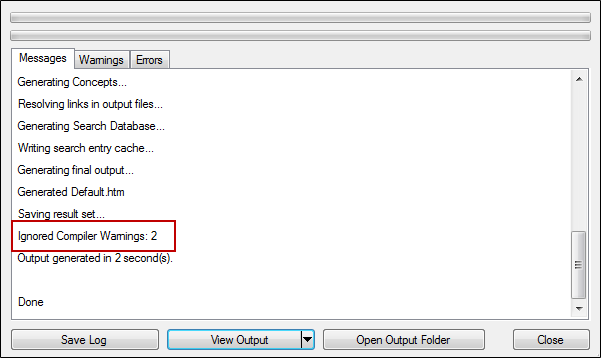 Messages Warnings Errors
Generating Concepts...
Resolving links in output files...
Generating Search Database...
Writing search entry cache...
Generating final output...
Generated Default.htm
Saving result set...
Ignored Compiler Warnings: 2
Output generated in 2 second(s).
Done
Save Log View Output Open Output Folder Close